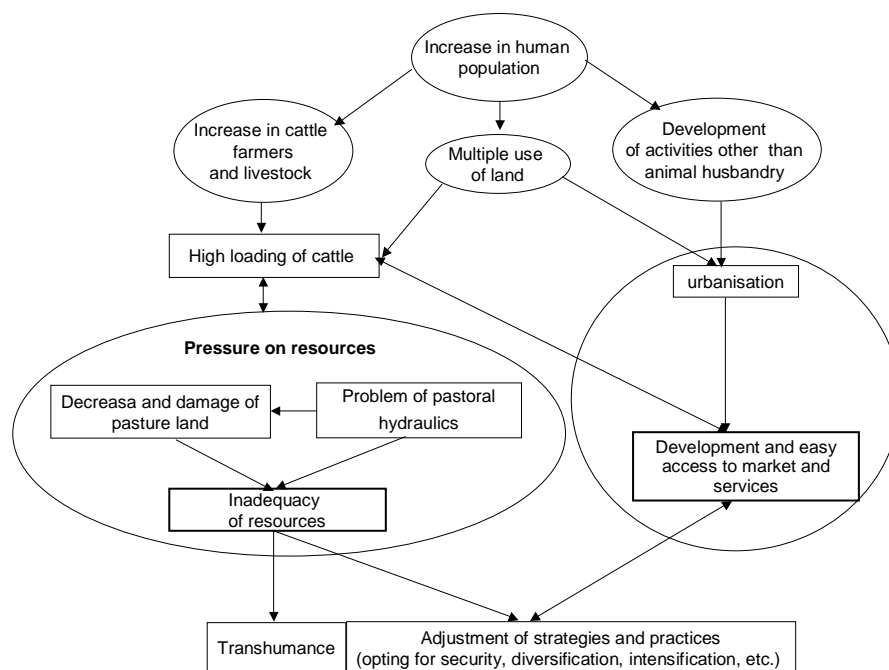 Increase in human
population
Increase in cattle
farmers
and livestock
Multiple use
of land
Development
of activities other than
animal husbandry
High loading of cattle
urbanisation
Pressure on resources
Decreasa and damage of
pasture land
Problem of pastoral
hydraulics
Development and easy
access to market and
services
Inadequacy
of resources
Transhumance
Adjustment of strategies and practices
(opting for security, diversification, intensification, etc.)